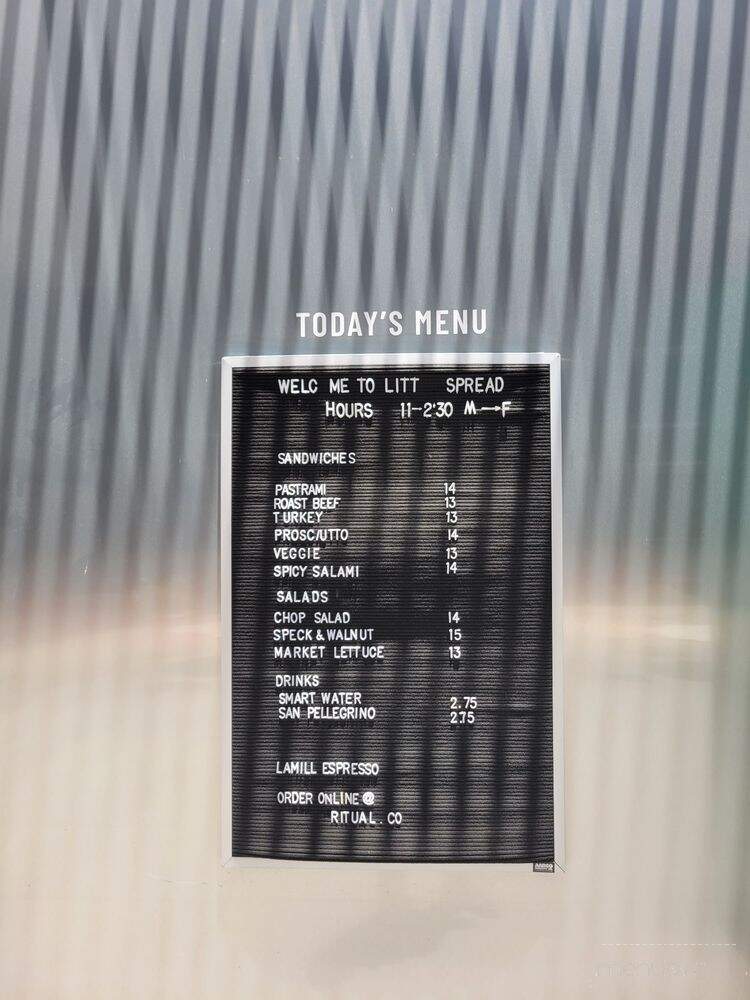 TODAY'S MENU
WELC ME TO LITT SPREAD
HOURS 11-2:30 M→F
SANDWICHES
PASTRAMI 14
ROAST BEEF 13
TURKEY 13
PROSCIUTTO 14
VEGGIE 13
SPICY SALAMI 14
SALADS
CHOP SALAD 14
SPECK & WALNUT 15
MARKET LETTUCE 13
DRINKS
SMART WATER 2.75
SAN PELLEGRINO 275
LAMILL ESPRESSO
ORDER ONLINE @
RITUAL.CO